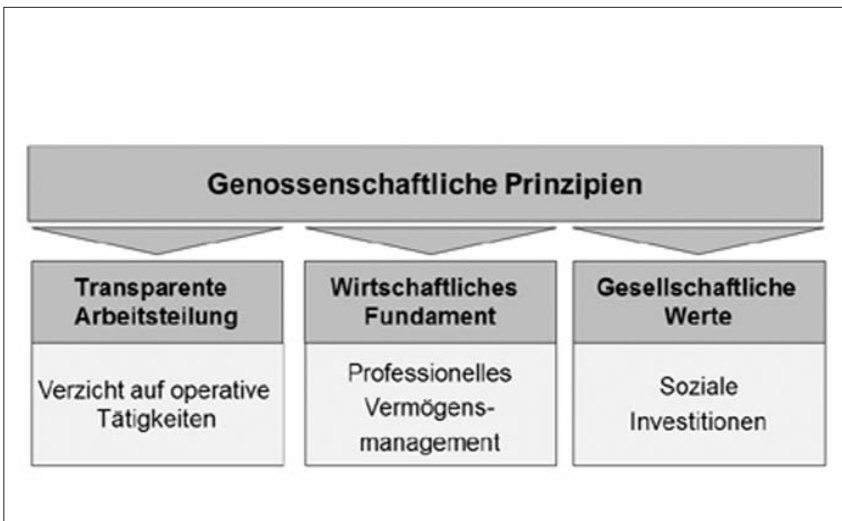 Genossenschaftliche Prinzipien
Transparente
Arbeitsteilung
Verzicht auf operative
Tätigkeiten
Wirtschaftliches
Fundament
Professionelles
Vermögens-
management
Gesellschaftliche
Werte
Soziale
Investitionen